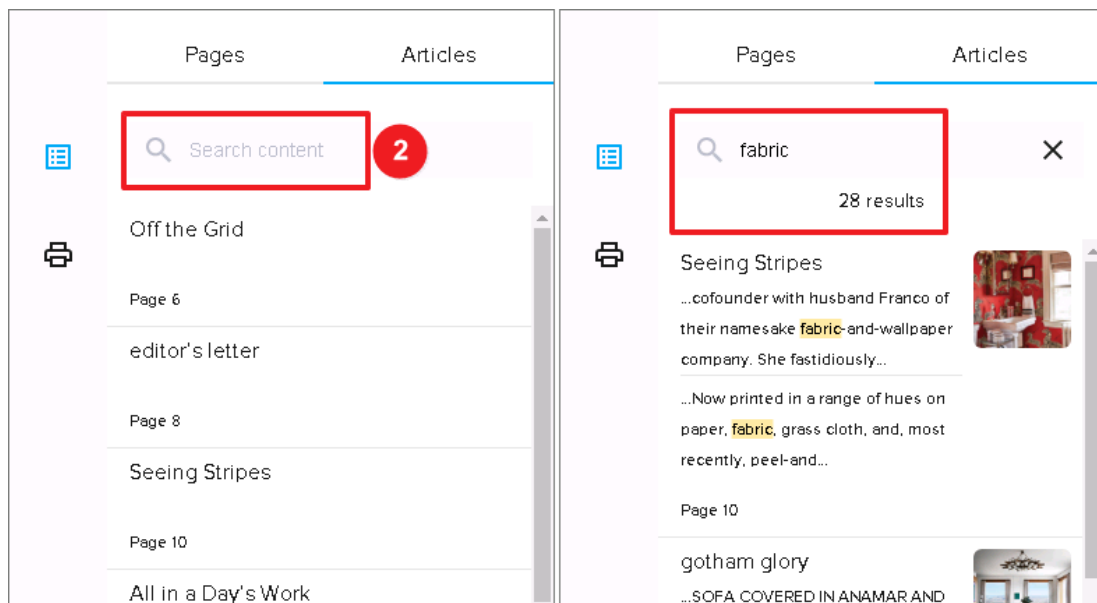 Pages Articles
Search content
2
Off the Grid
Page 6
editor's letter
Page 8
Seeing Stripes
Page 10
All in a Day's Work
Pages Articles
fabric
28 results
Seeing Stripes
...cofounder with husband Franco of
their namesake fabric-and-wallpaper
company. She fastidiously...
...Now printed in a range of hues on
paper, fabric, grass cloth, and, most
recently, peel-and...
Page 10
gotham glory
...SOFA COVERED IN ANAMAR AND